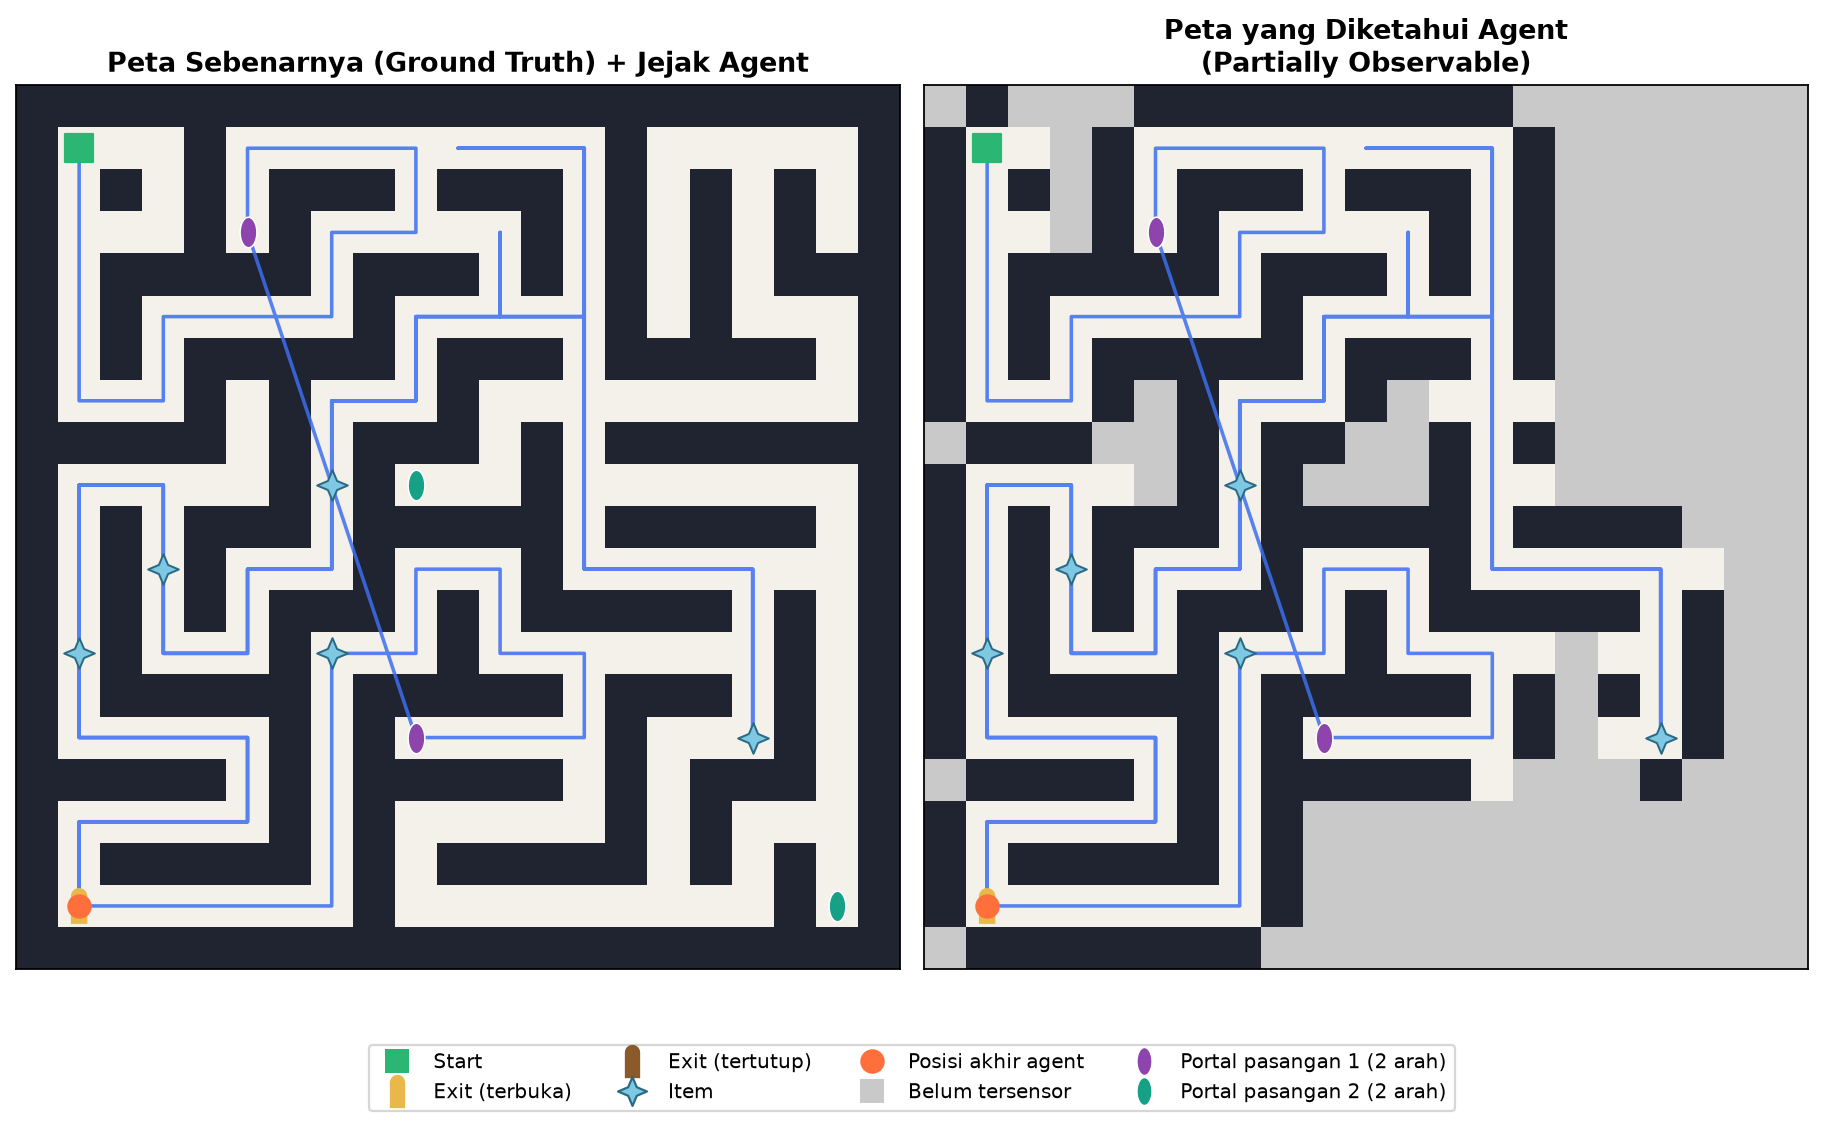 Peta Sebenarnya (Ground Truth) + Jejak Agent
Peta yang Diketahui Agent
(Partially Observable)
Start
Exit (terbuka)
Exit (tertutup)
Item
Posisi akhir agent
Belum tersensor
Portal pasangan 1 (2 arah)
Portal pasangan 2 (2 arah)